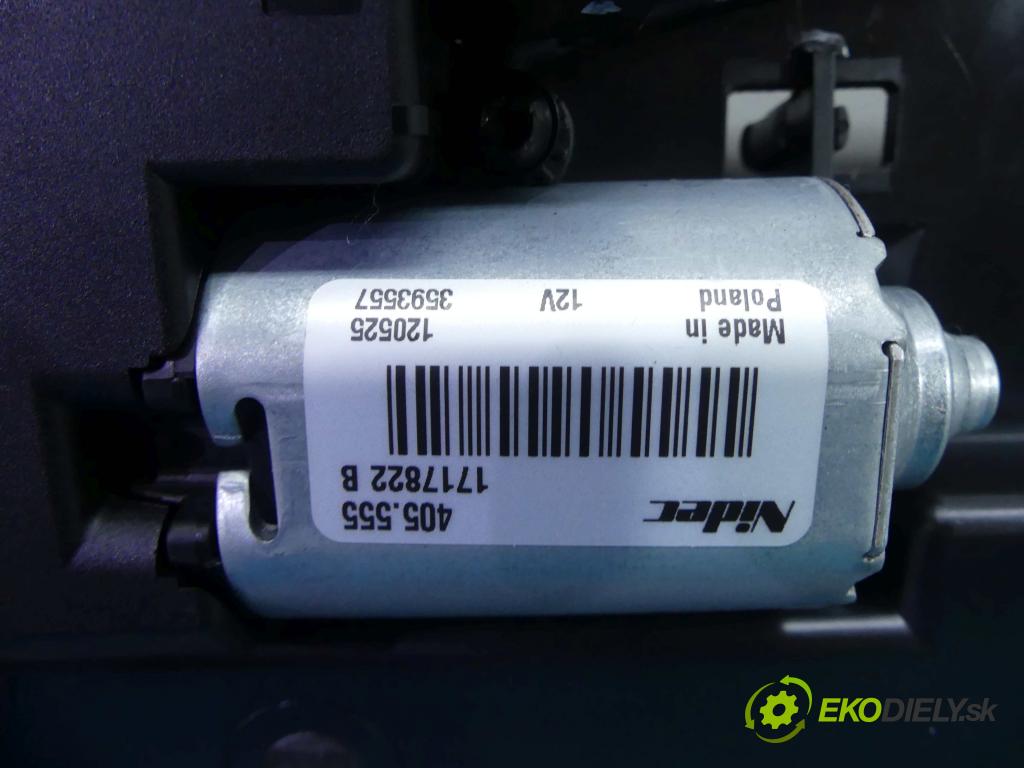 Nidec 405.555
1717822 B
Made in 12V 120525
Poland 3593557
EKODIELY.sk